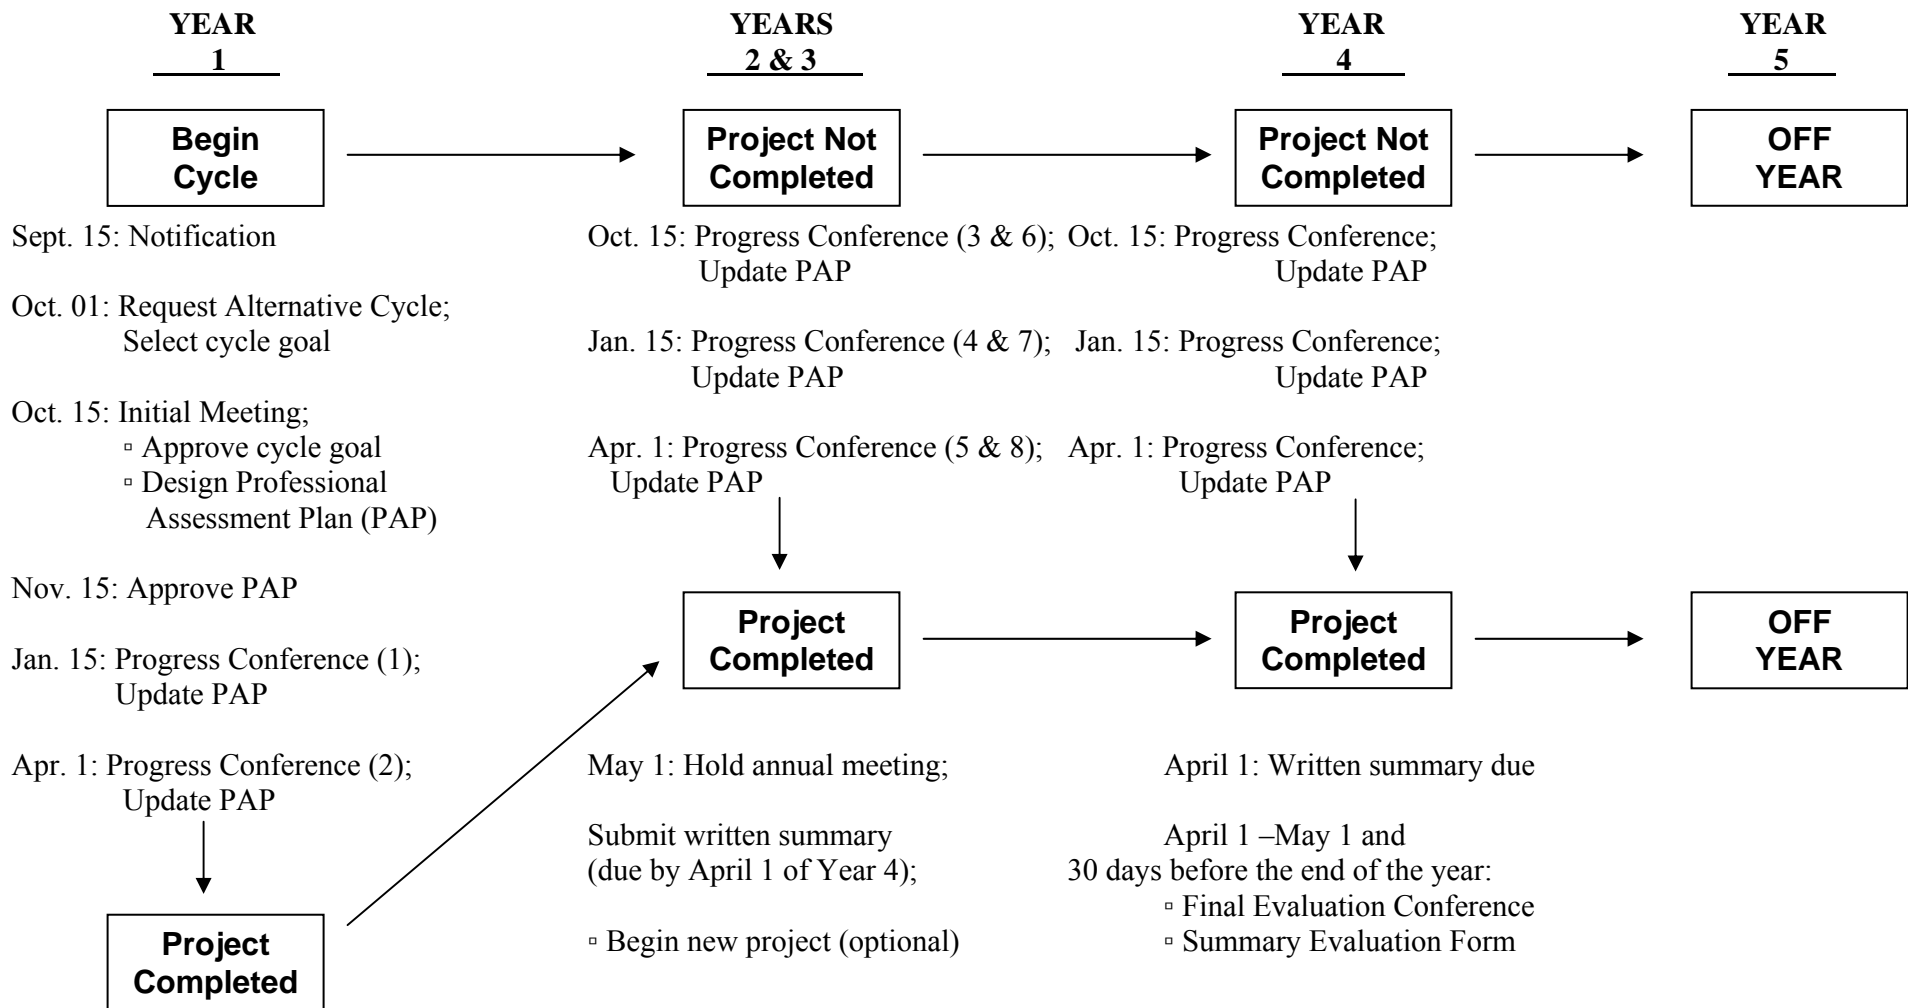 YEAR
1
YEARS
2 & 3
YEAR
4
YEAR
5
Begin
Cycle
Project Not
Completed
Project Not
Completed
OFF
YEAR
Sept. 15: Notification
Oct. 01: Request Alternative Cycle;
Select cycle goal
Oct. 15: Initial Meeting;
▫ Approve cycle goal
▫ Design Professional
Assessment Plan (PAP)
Nov. 15: Approve PAP
Jan. 15: Progress Conference (1);
Update PAP
Apr. 1: Progress Conference (2);
Update PAP
Project
Completed
Oct. 15: Progress Conference (3 & 6);
Update PAP
Jan. 15: Progress Conference (4 & 7);
Update PAP
Apr. 1: Progress Conference (5 & 8);
Update PAP
Project
Completed
May 1: Hold annual meeting;
Submit written summary
(due by April 1 of Year 4);
▫ Begin new project (optional)
Oct. 15: Progress Conference;
Update PAP
Jan. 15: Progress Conference;
Update PAP
Apr. 1: Progress Conference;
Update PAP
Project
Completed
April 1: Written summary due
April 1 –May 1 and
30 days before the end of the year:
▫ Final Evaluation Conference
▫ Summary Evaluation Form
OFF
YEAR